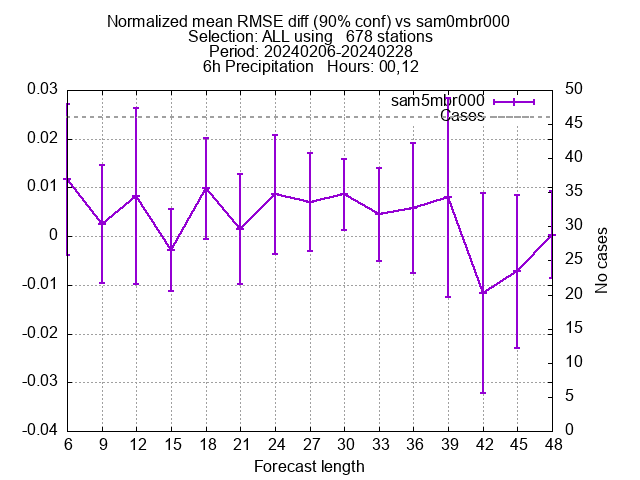 Normalized mean RMSE diff (90% conf) vs sam0mbr000
Selection: ALL using   678 stations
Period: 20240206-20240228
6h Precipitation   Hours: 00,12
sam5mbr000
Cases
0.03
0.02
0.01
0
-0.01
-0.02
-0.03
-0.04
50
45
40
35
30
25
20
15
10
5
0
No cases
6 9 12 15 18 21 24 27 30 33 36 39 42 45 48
Forecast length